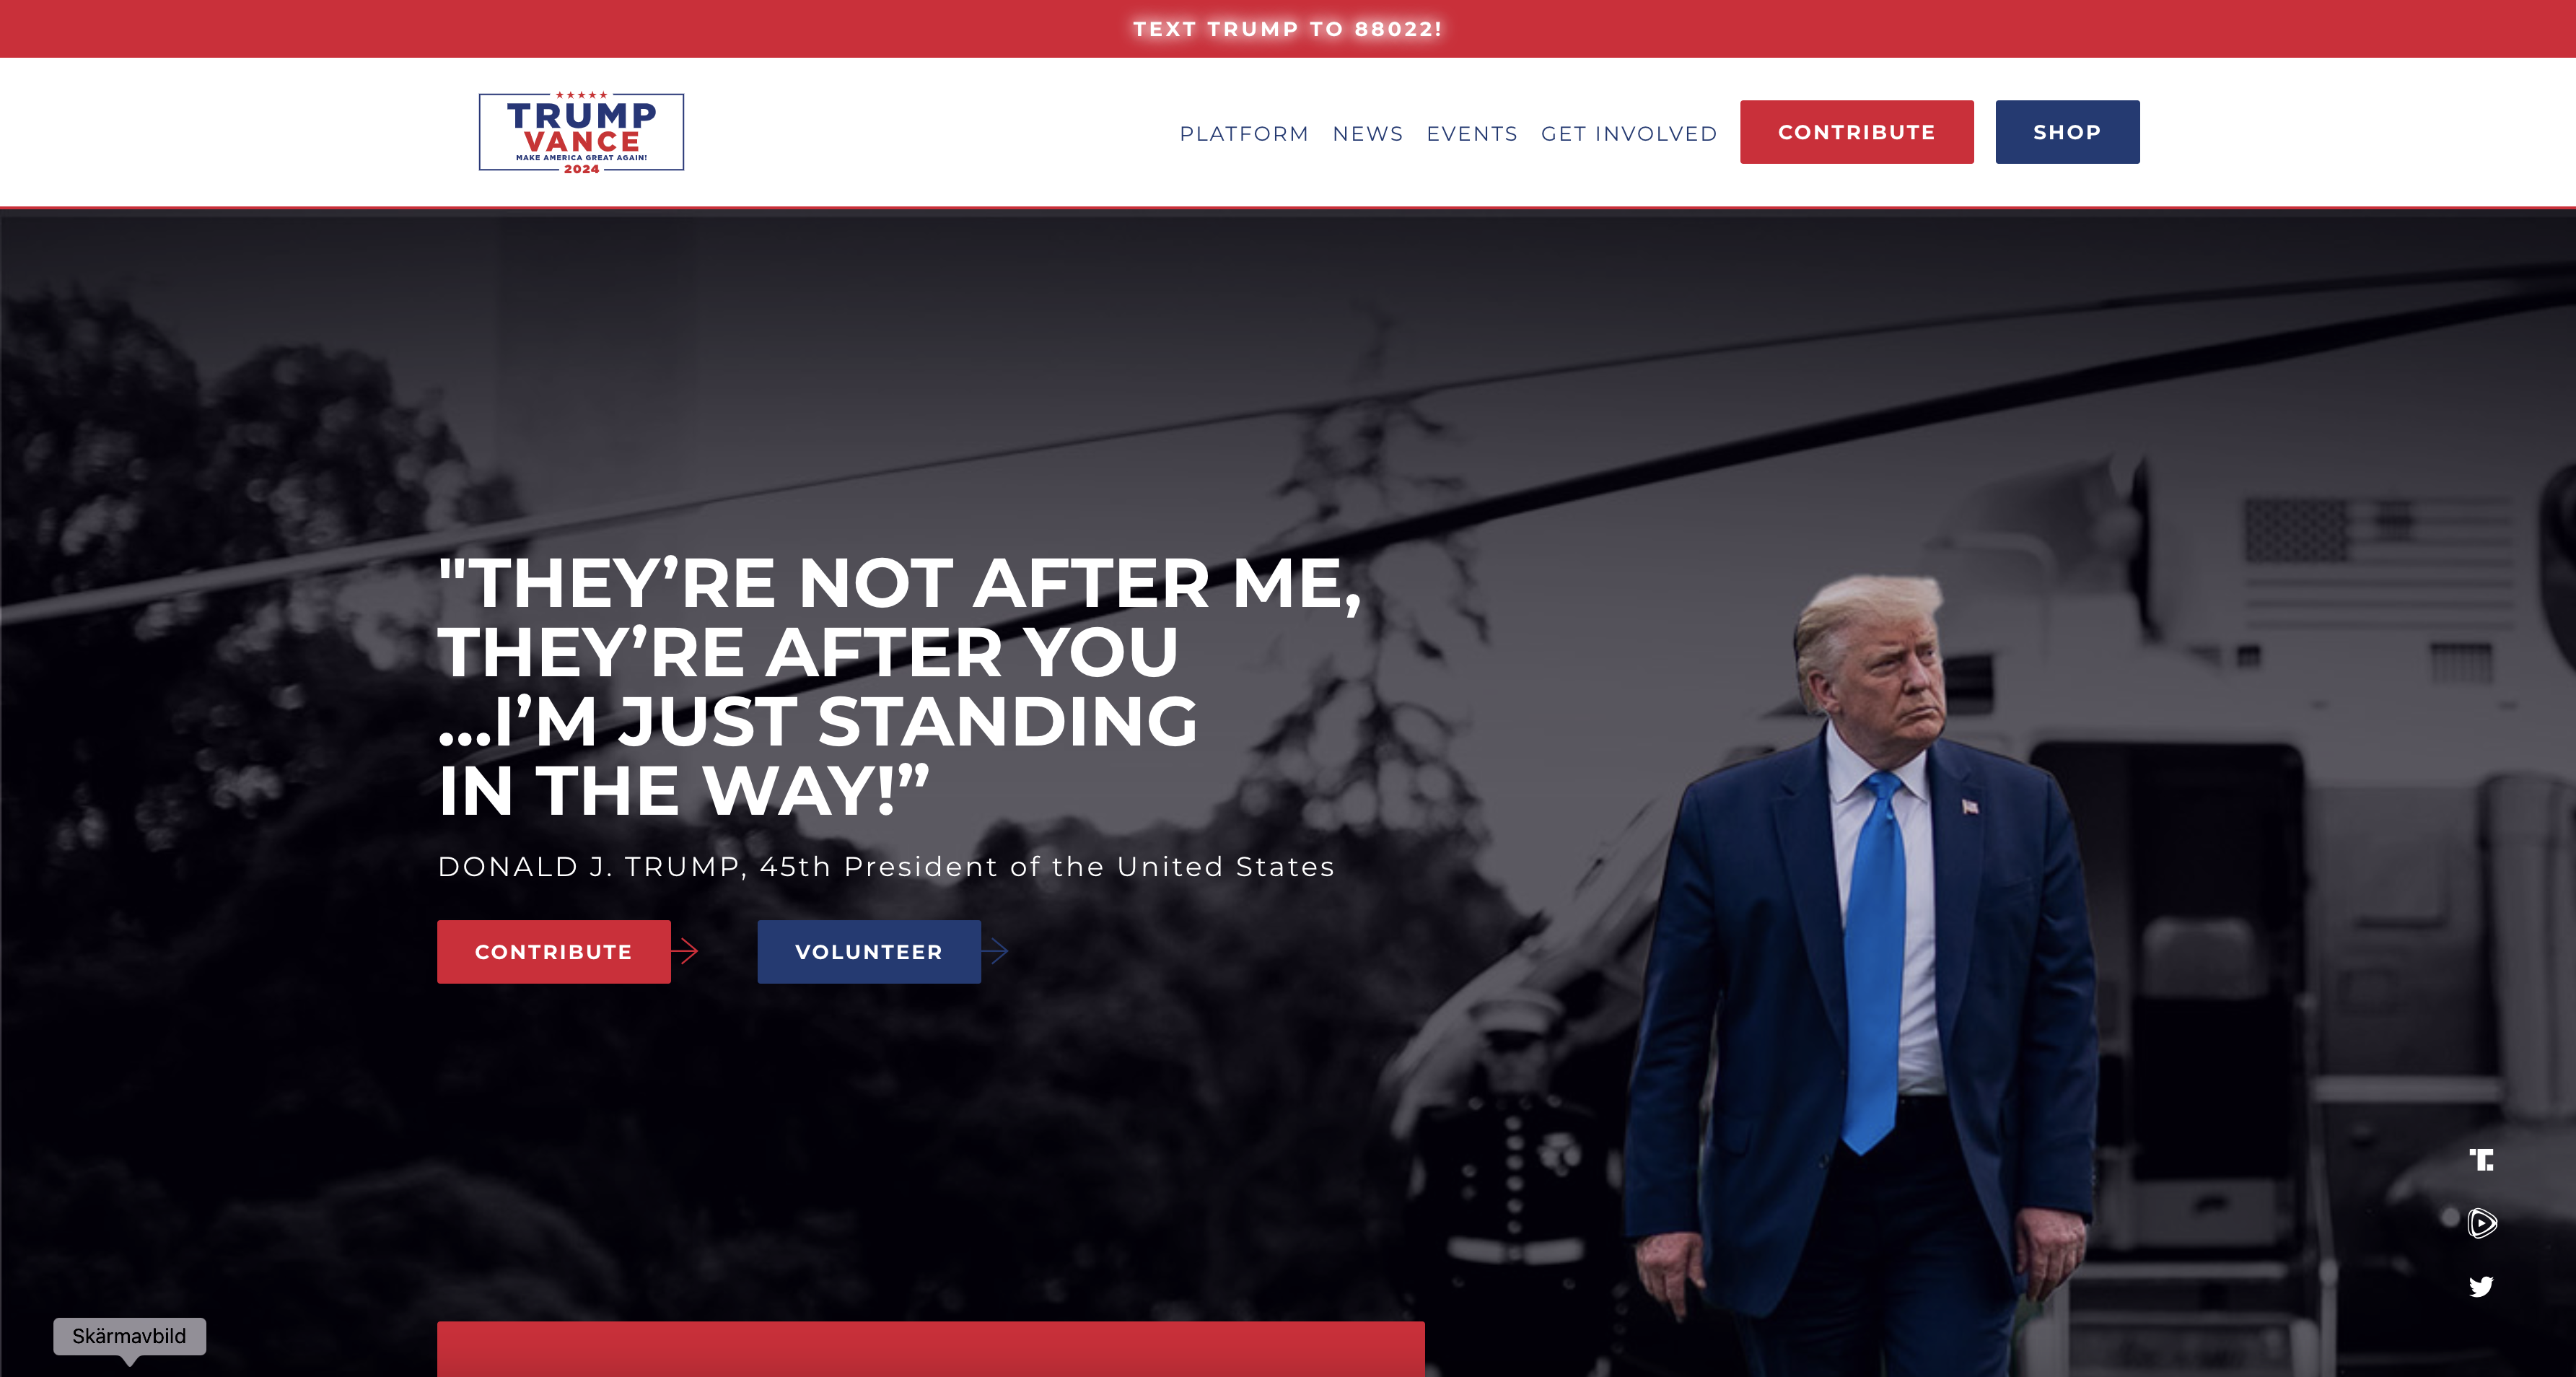 TEXT TRUMP TO 88022!
TRUMP
VANCE
MAKE AMERICA GREAT AGAIN!
2024
PLATFORM NEWS EVENTS GET INVOLVED CONTRIBUTE SHOP
"THEY’RE NOT AFTER ME,
THEY’RE AFTER YOU
...I’M JUST STANDING
IN THE WAY!”
DONALD J. TRUMP, 45th President of the United States
CONTRIBUTE VOLUNTEER
T.
Skärmavbild